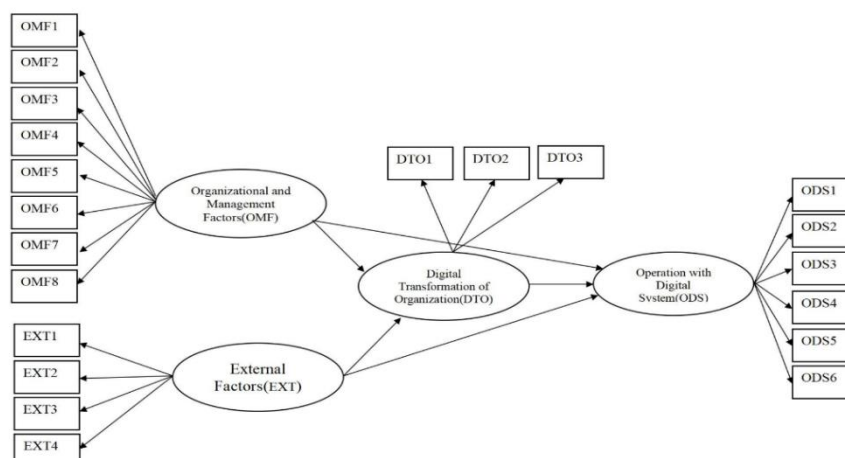 OMF1
OMF2
OMF3
OMF4
OMF5
OMF6
OMF7
OMF8
Organizational and
Management
Factors(OMF)
DTO1
DTO2
DTO3
Digital
Transformation of
Organization(DTO)
Operation with
Digital
System(ODS)
ODS1
ODS2
ODS3
ODS4
ODS5
ODS6
EXT1
EXT2
EXT3
EXT4
External
Factors(EXT)